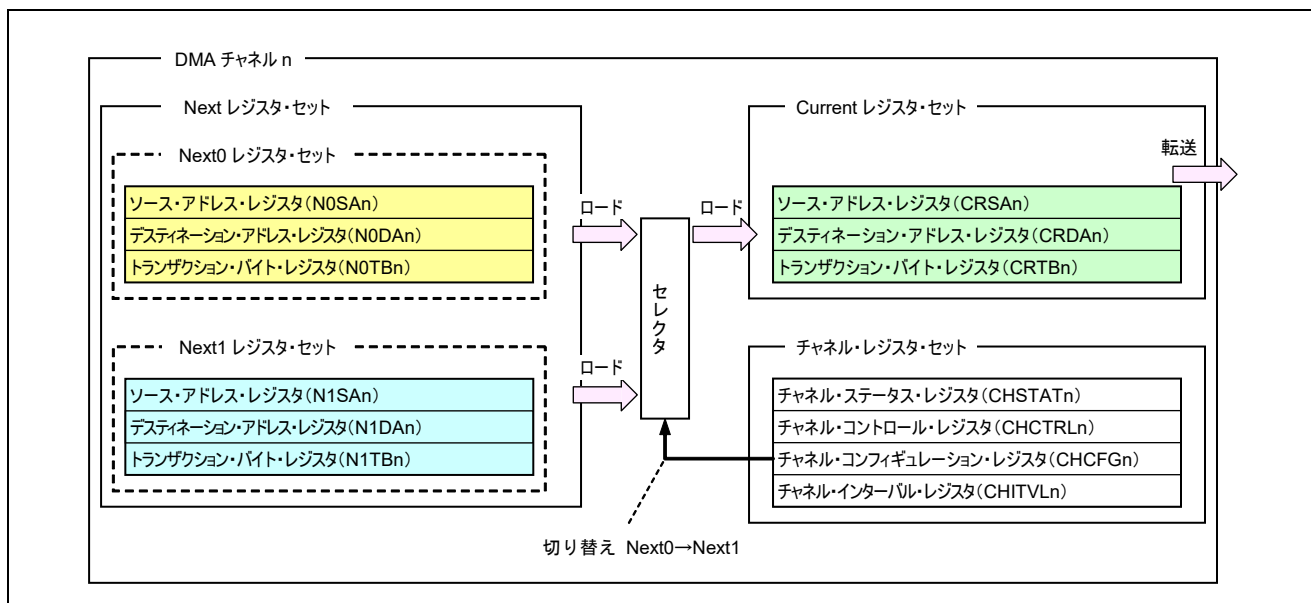 DMA チャネル n
Next レジスタ・セット
Next0 レジスタ・セット
ソース・アドレス・レジスタ(N0SAn)
デスティネーション・アドレス・レジスタ(N0DAn)
トランザクション・バイト・レジスタ(N0TBn)
Next1 レジスタ・セット
ソース・アドレス・レジスタ(N1SAn)
デスティネーション・アドレス・レジスタ(N1DAn)
トランザクション・バイト・レジスタ(N1TBn)
ロード
ロード
セレクタ
ロード
切り替え Next0→Next1
Current レジスタ・セット
転送
ソース・アドレス・レジスタ(CRSAn)
デスティネーション・アドレス・レジスタ(CRDAn)
トランザクション・バイト・レジスタ(CRTBn)
チャネル・レジスタ・セット
チャネル・ステータス・レジスタ(CHSTATn)
チャネル・コントロール・レジスタ(CHCTRLn)
チャネル・コンフィギュレーション・レジスタ(CHCFGn)
チャネル・インターバル・レジスタ(CHITVLn)